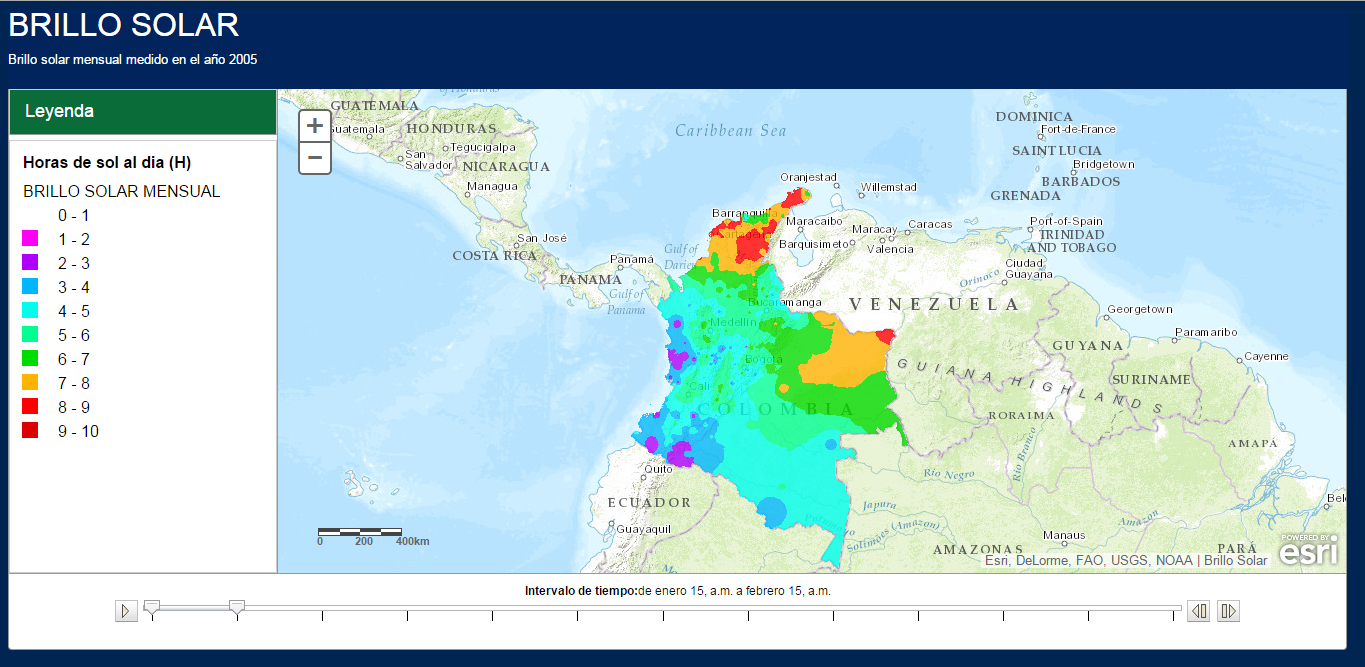 BRILLO SOLAR
Brillo solar mensual medido en el año 2005
Leyenda
Horas de sol al dia (H)
BRILLO SOLAR MENSUAL
0 - 1
1 - 2
2 - 3
3 - 4
4 - 5
5 - 6
6 - 7
7 - 8
8 - 9
9 - 10
+
−
of Honduras
GUATEMALA
Guatemala
HONDURAS
Tegucigalpa
San
Salvador
NICARAGUA
Managua
Caribbean Sea
DOMINICA
Fort-de-France
SAINT LUCIA
Bridgetown
BARBADOS
GRENADA
Oranjestad
Willemstad
Barranquilla
Maracaibo
Maracay
Caracas
Port-of-Spain
TRINIDAD
AND TOBAGO
Barquisimeto
Valencia
San José
COSTA RICA
Panamá
PANAMA
Gulf of
Darien
Gulf of
Panama
Ciudad
Guayana
Orinoco
Bucaramanga
VENEZUELA
Georgetown
Medellín
Paramaribo
GUYANA
Cayenne
Bogotá
GUIANA HIGHLANDS
SURINAME
Cali
COLOMBIA
RORAIMA
Rio Branco
AMAPÁ
Quito
Río Negro
ECUADOR
Japura
Putumayo
Guayaquil
Solimões (Amazon)
Manaus
Amazon
AMAZONAS
PARÁ
0 200 400km
POWERED BY
esri
Esri, DeLorme, FAO, USGS, NOAA | Brillo Solar
Intervalo de tiempo:de enero 15, a.m. a febrero 15, a.m.